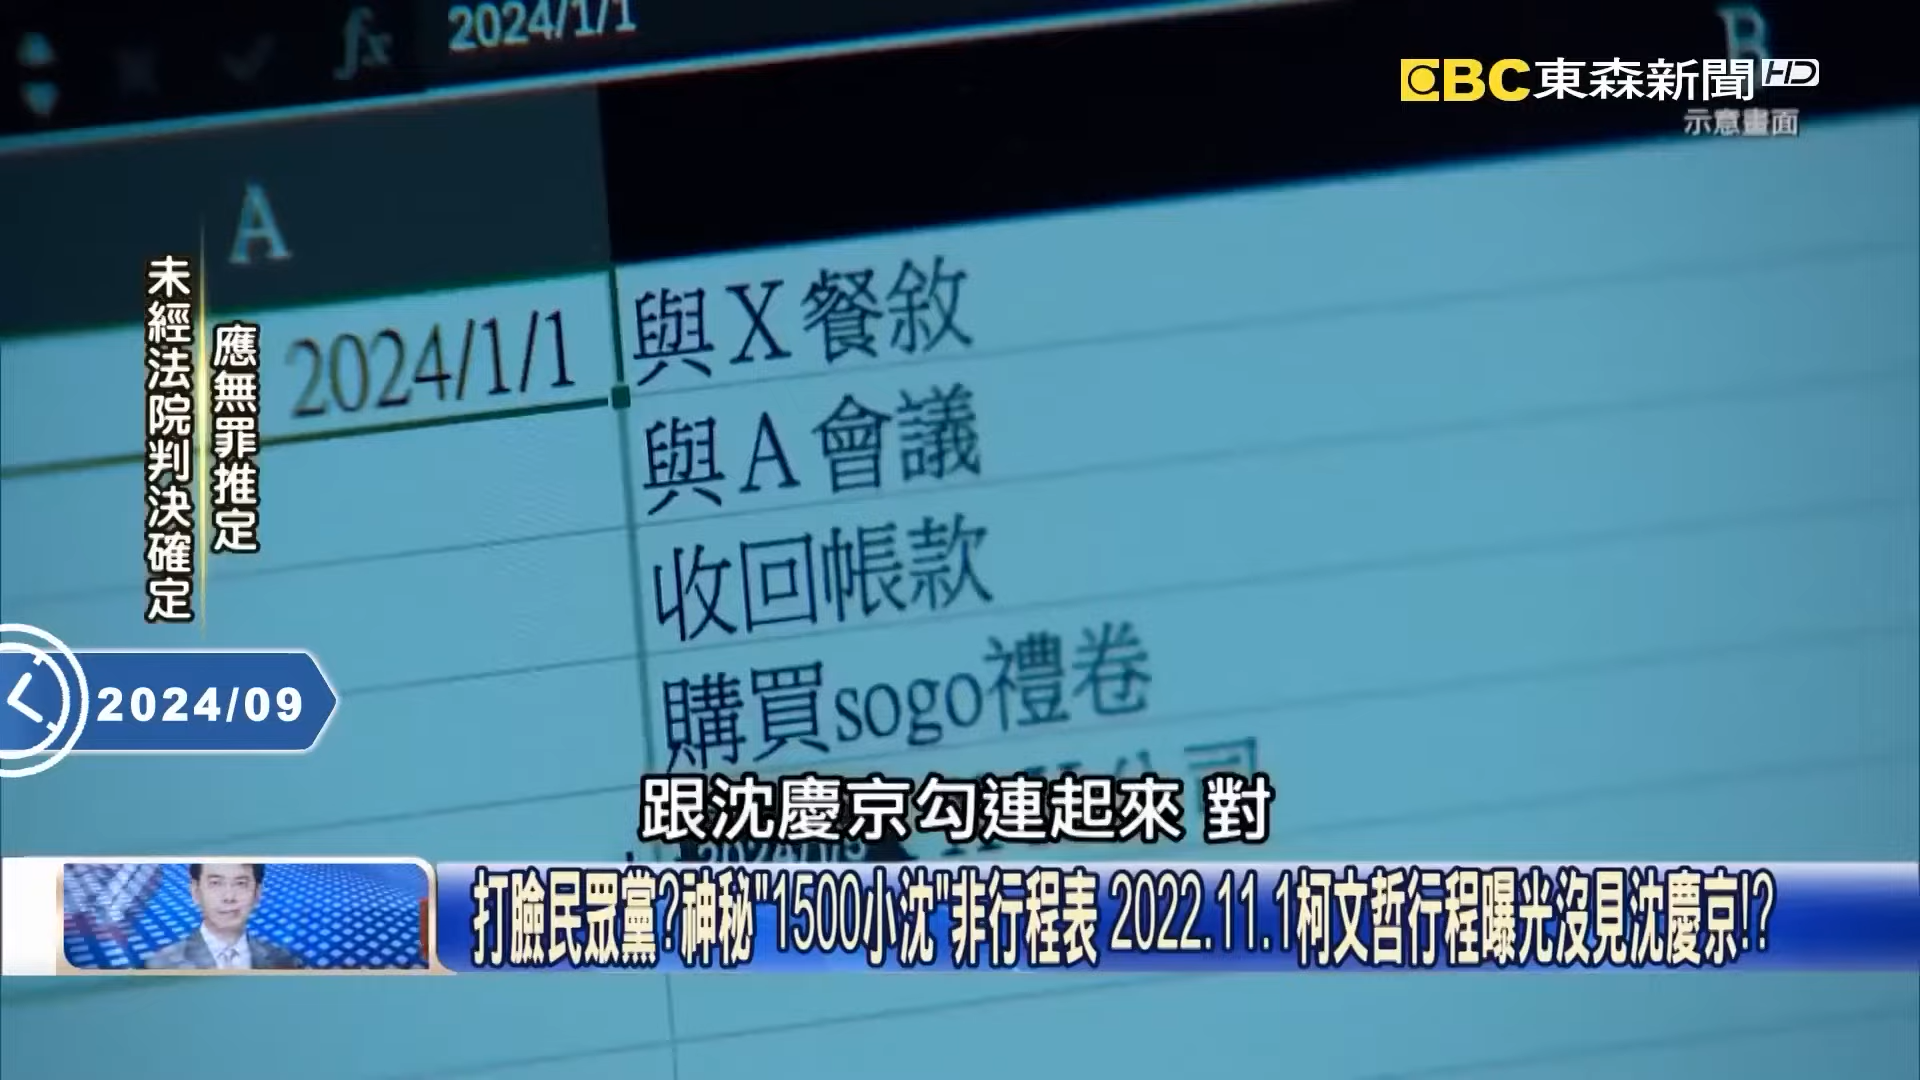 fx 2024/1/1
B
EBC東森新聞HD
示意畫面
A
2024/1/1
與X餐敘
與A會議
收回帳款
購買sogo禮卷
公司
未經法院判決確定
應無罪推定
2024/09
跟沈慶京勾連起來 對
打臉民眾黨?神秘"1500小沈"非行程表 2022.11.1柯文哲行程曝光沒見沈慶京!?